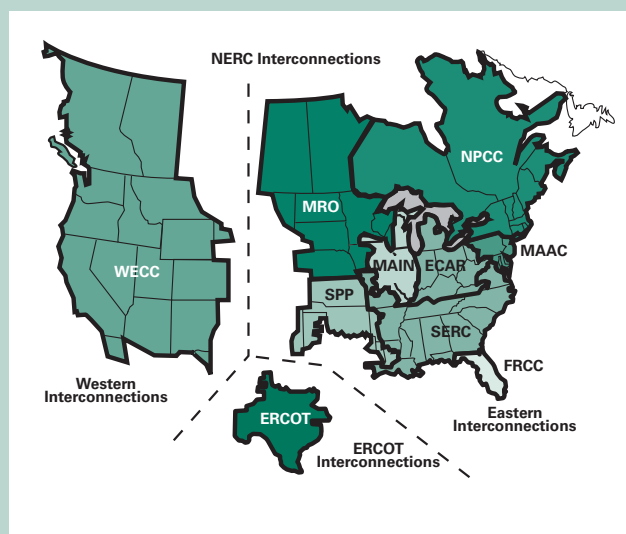 NERC Interconnections
NPCC
MRO
MAAC
WECC
MAIN
ECAR
SPP
SERC
FRCC
Western
Interconnections
Eastern
Interconnections
ERCOT
ERCOT
Interconnections